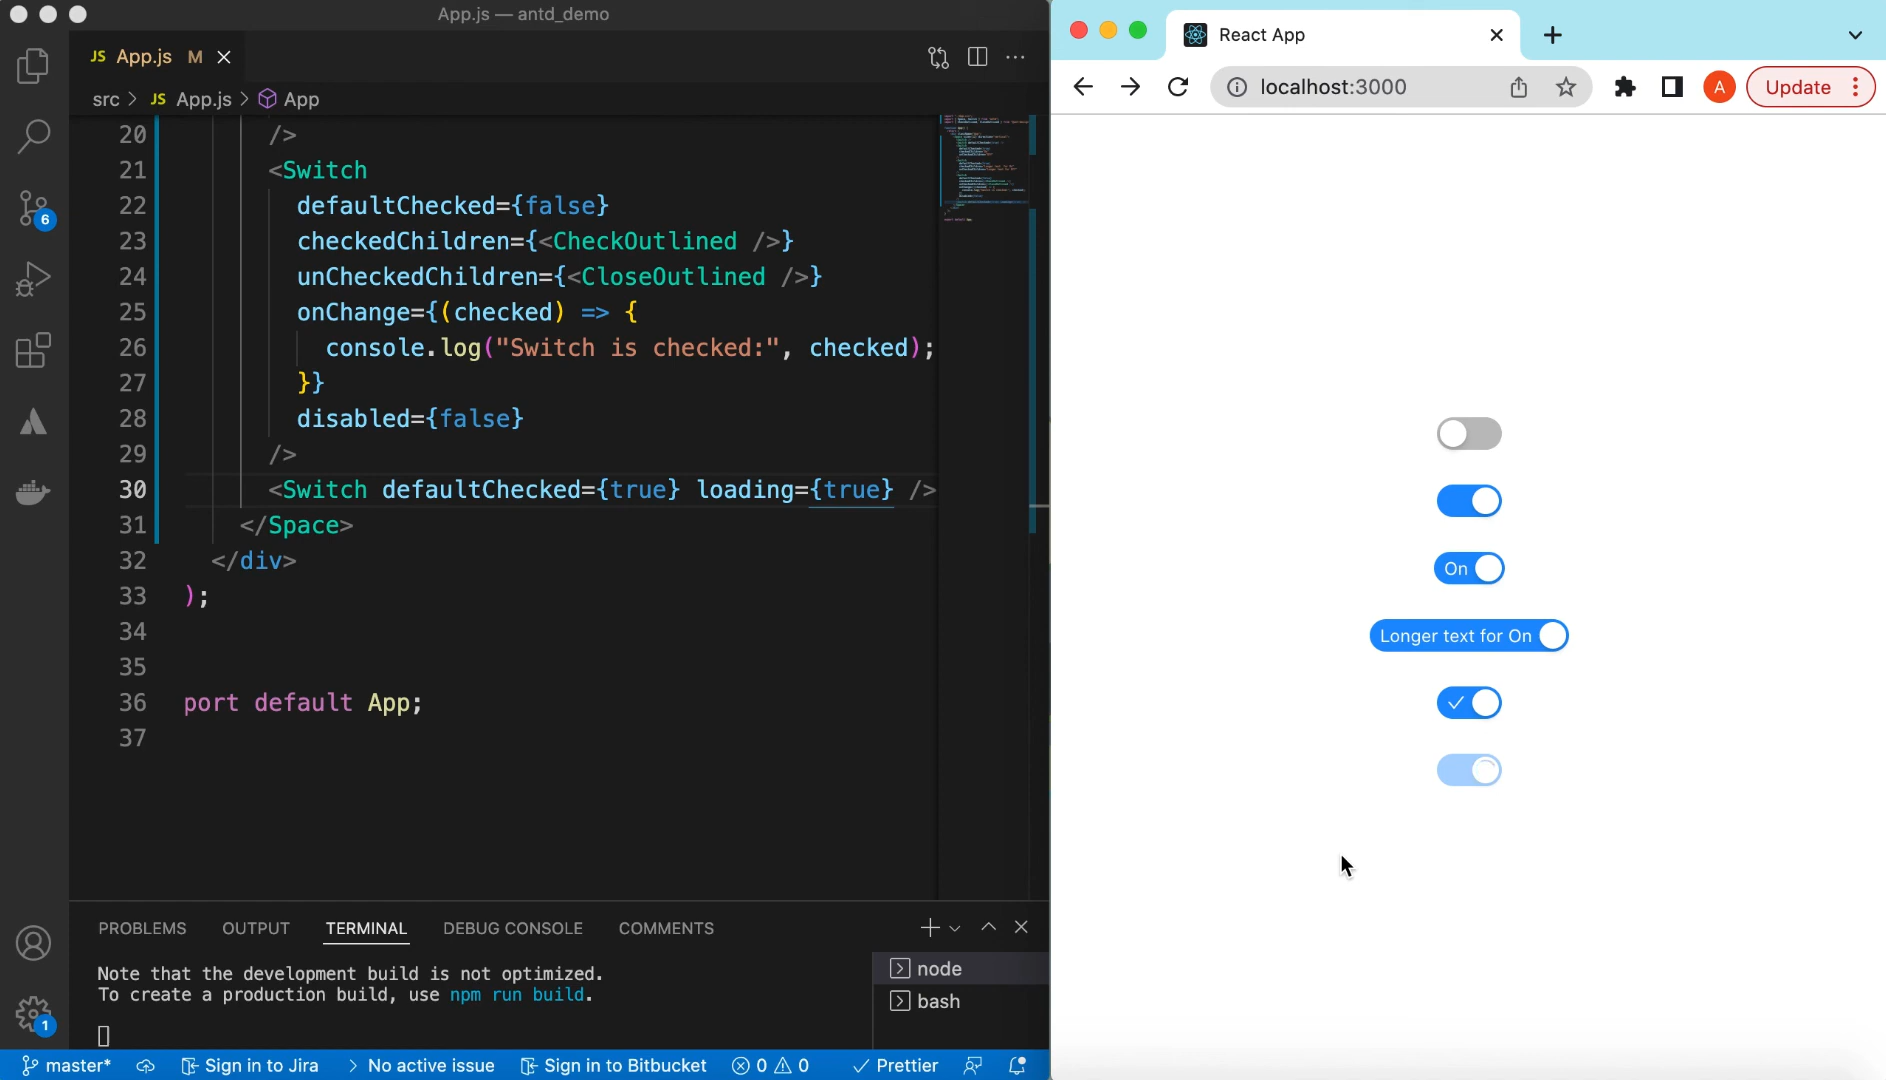 App.js — antd_demo
JS App.js M
src > JS App.js > App
20 />
21 <Switch
22 defaultChecked={false}
23 checkedChildren={<CheckOutlined />}
24 unCheckedChildren={<CloseOutlined />}
25 onChange={(checked) => {
26 console.log("Switch is checked:", checked);
27 }}
28 disabled={false}
29 />
30 <Switch defaultChecked={true} loading={true} />
31 </Space>
32 </div>
33 );
34
35
36 port default App;
37
6
1
PROBLEMS OUTPUT TERMINAL DEBUG CONSOLE COMMENTS
Note that the development build is not optimized.
To create a production build, use npm run build.
node
bash
master* Sign in to Jira > No active issue Sign in to Bitbucket 0 0 Prettier
React App
localhost:3000 A Update
On
Longer text for On